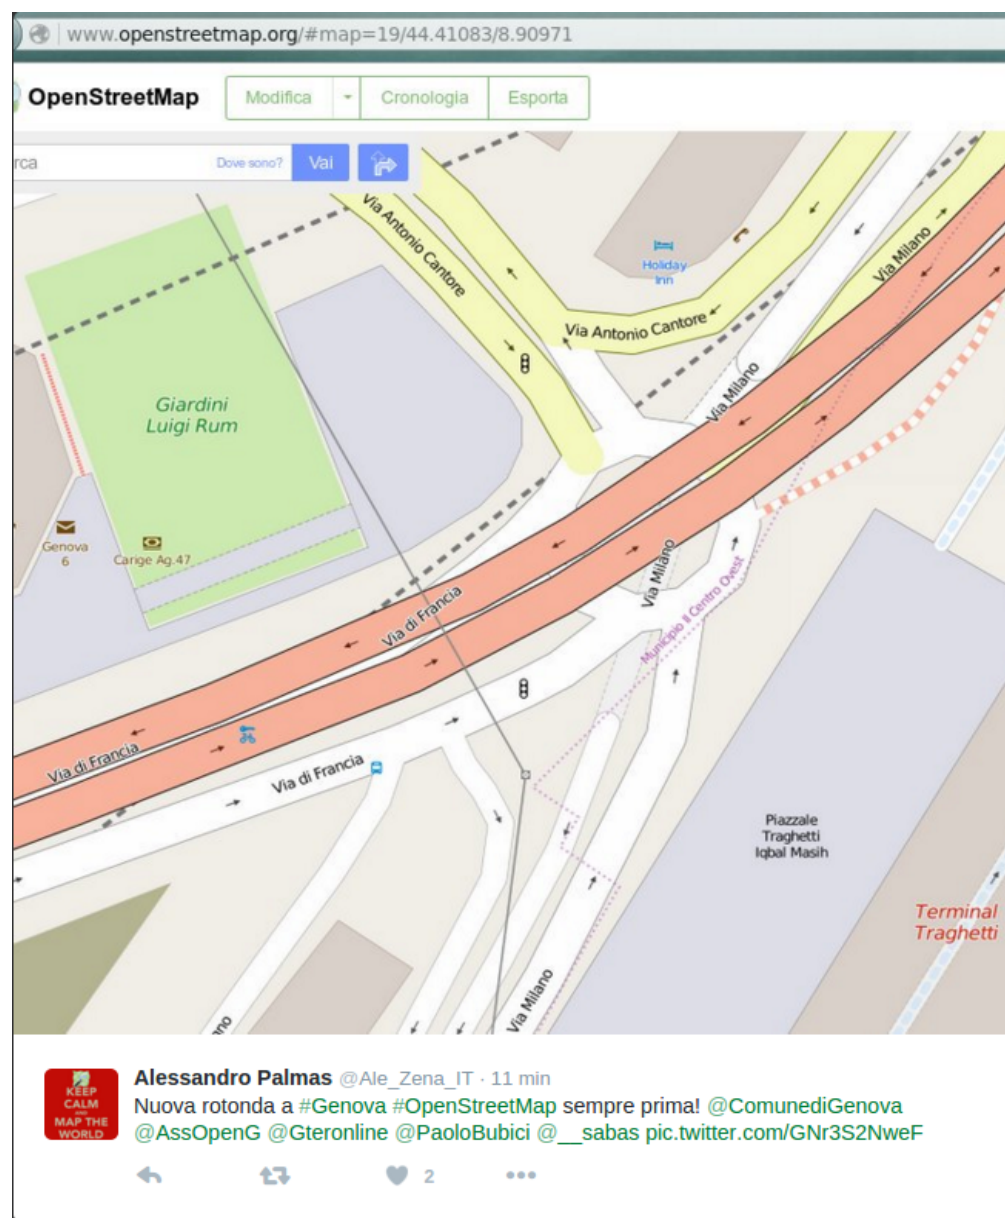 www.openstreetmap.org/#map=19/44.41083/8.90971
OpenStreetMap
Modifica
Cronologia
Esporta
rca
Dove sono?
Vai
Via Antonio Cantore
Via Milano
Holiday
Inn
Via Antonio Cantore
Via Milano
Giardini
Luigi Rum
Genova
6
Carige Ag.47
Via Milano
Municipio II Centro Ovest
Via di Francia
Via di Francia
Via di Francia
Piazzale
Traghetti
Iqbal Masih
Terminal
Traghetti
Via Milano
ano
KEEP
CALM
AND
MAP THE
WORLD
Alessandro Palmas @Ale_Zena_IT · 11 min
Nuova rotonda a #Genova #OpenStreetMap sempre prima! @ComunediGenova
@AssOpenG @Gteronline @PaoloBubici @__sabas pic.twitter.com/GNr3S2NweF
2